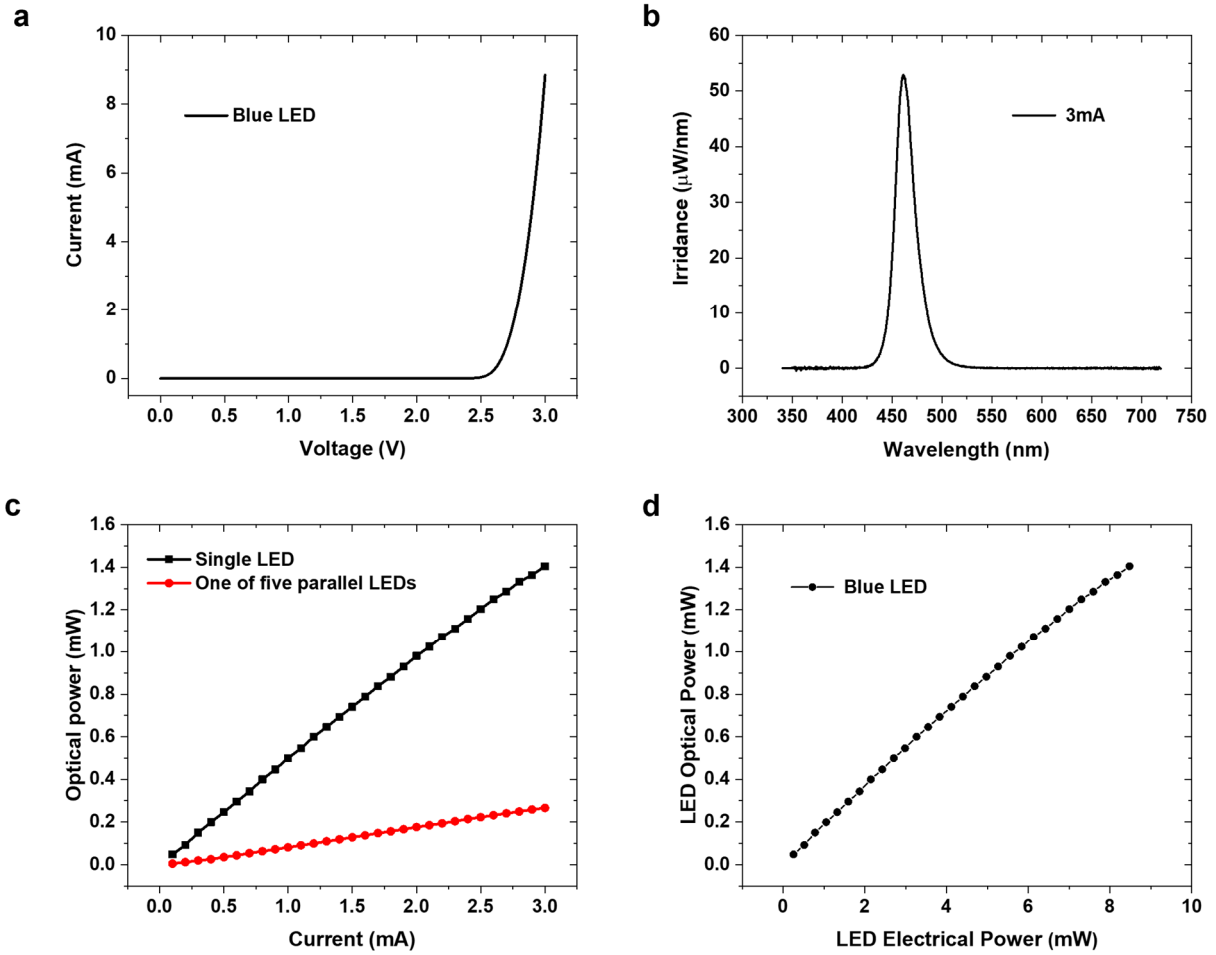 a
10
8
6
4
2
0
Current (mA)
Blue LED
0.0 0.5 1.0 1.5 2.0 2.5 3.0
Voltage (V)
b
60
50
40
30
20
10
0
Irridance (μW/nm)
3mA
300 350 400 450 500 550 600 650 700 750
Wavelength (nm)
c
1.6
1.4
1.2
1.0
0.8
0.6
0.4
0.2
0.0
Optical power (mW)
Single LED
One of five parallel LEDs
0.0 0.5 1.0 1.5 2.0 2.5 3.0
Current (mA)
d
1.6
1.4
1.2
1.0
0.8
0.6
0.4
0.2
0.0
LED Optical Power (mW)
Blue LED
0 2 4 6 8 10
LED Electrical Power (mW)